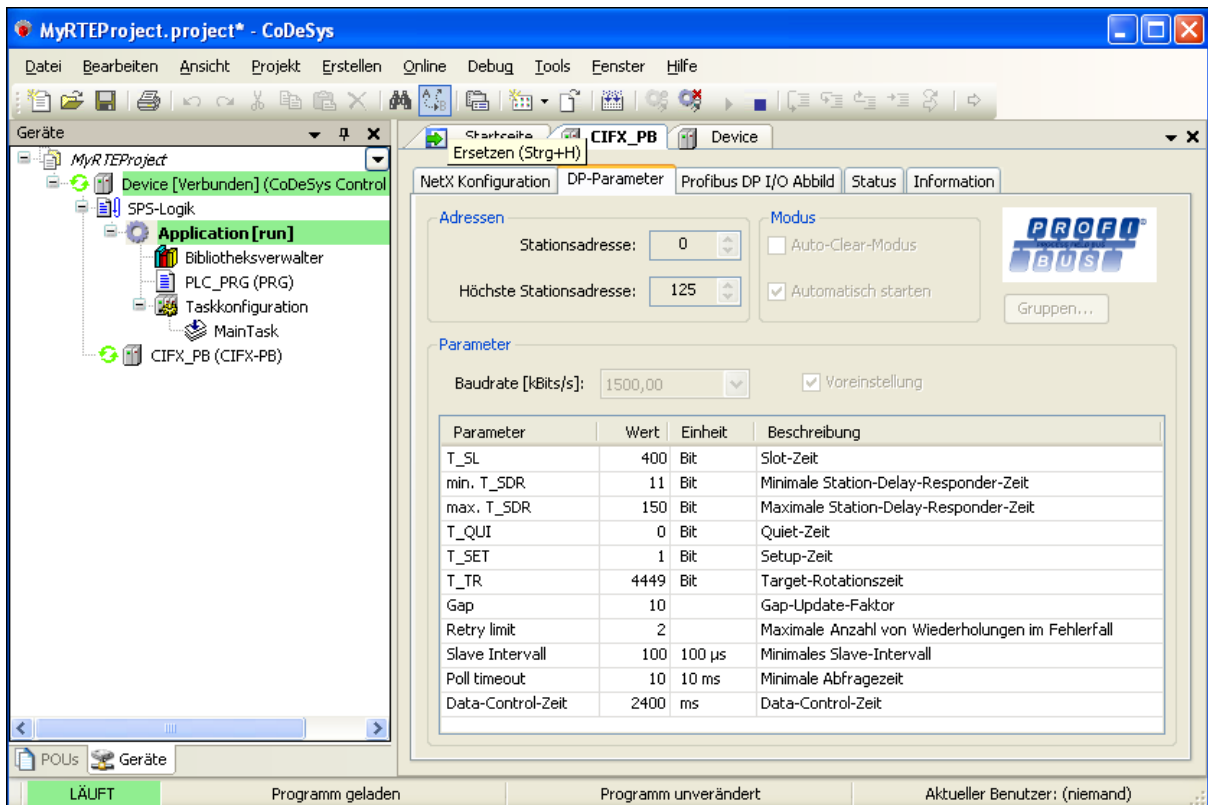 MyRTEProject.project* - CoDeSys
Datei Bearbeiten Ansicht Projekt Erstellen Online Debug Tools Fenster Hilfe
Geräte
MyRTEProject
Device [Verbunden] (CoDeSys Control
SPS-Logik
Application [run]
Bibliotheksverwalter
PLC_PRG (PRG)
Taskkonfiguration
MainTask
CIFX_PB (CIFX-PB)
POUs Geräte
Startseite CIFX_PB Device
Ersetzen (Strg+H)
NetX Konfiguration DP-Parameter Profibus DP I/O Abbild Status Information
Adressen
Stationsadresse: 0
Höchste Stationsadresse: 125
Modus
Auto-Clear-Modus
Automatisch starten
PROFI
PROCESS FIELD BUS
BUS
Gruppen...
Parameter
Baudrate [kBits/s]: 1500,00 Voreinstellung
Parameter Wert Einheit Beschreibung
T_SL 400 Bit Slot-Zeit
min. T_SDR 11 Bit Minimale Station-Delay-Responder-Zeit
max. T_SDR 150 Bit Maximale Station-Delay-Responder-Zeit
T_QUI 0 Bit Quiet-Zeit
T_SET 1 Bit Setup-Zeit
T_TR 4449 Bit Target-Rotationszeit
Gap 10 Gap-Update-Faktor
Retry limit 2 Maximale Anzahl von Wiederholungen im Fehlerfall
Slave Intervall 100 100 µs Minimales Slave-Intervall
Poll timeout 10 10 ms Minimale Abfragezeit
Data-Control-Zeit 2400 ms Data-Control-Zeit
LÄUFT Programm geladen Programm unverändert Aktueller Benutzer: (niemand)